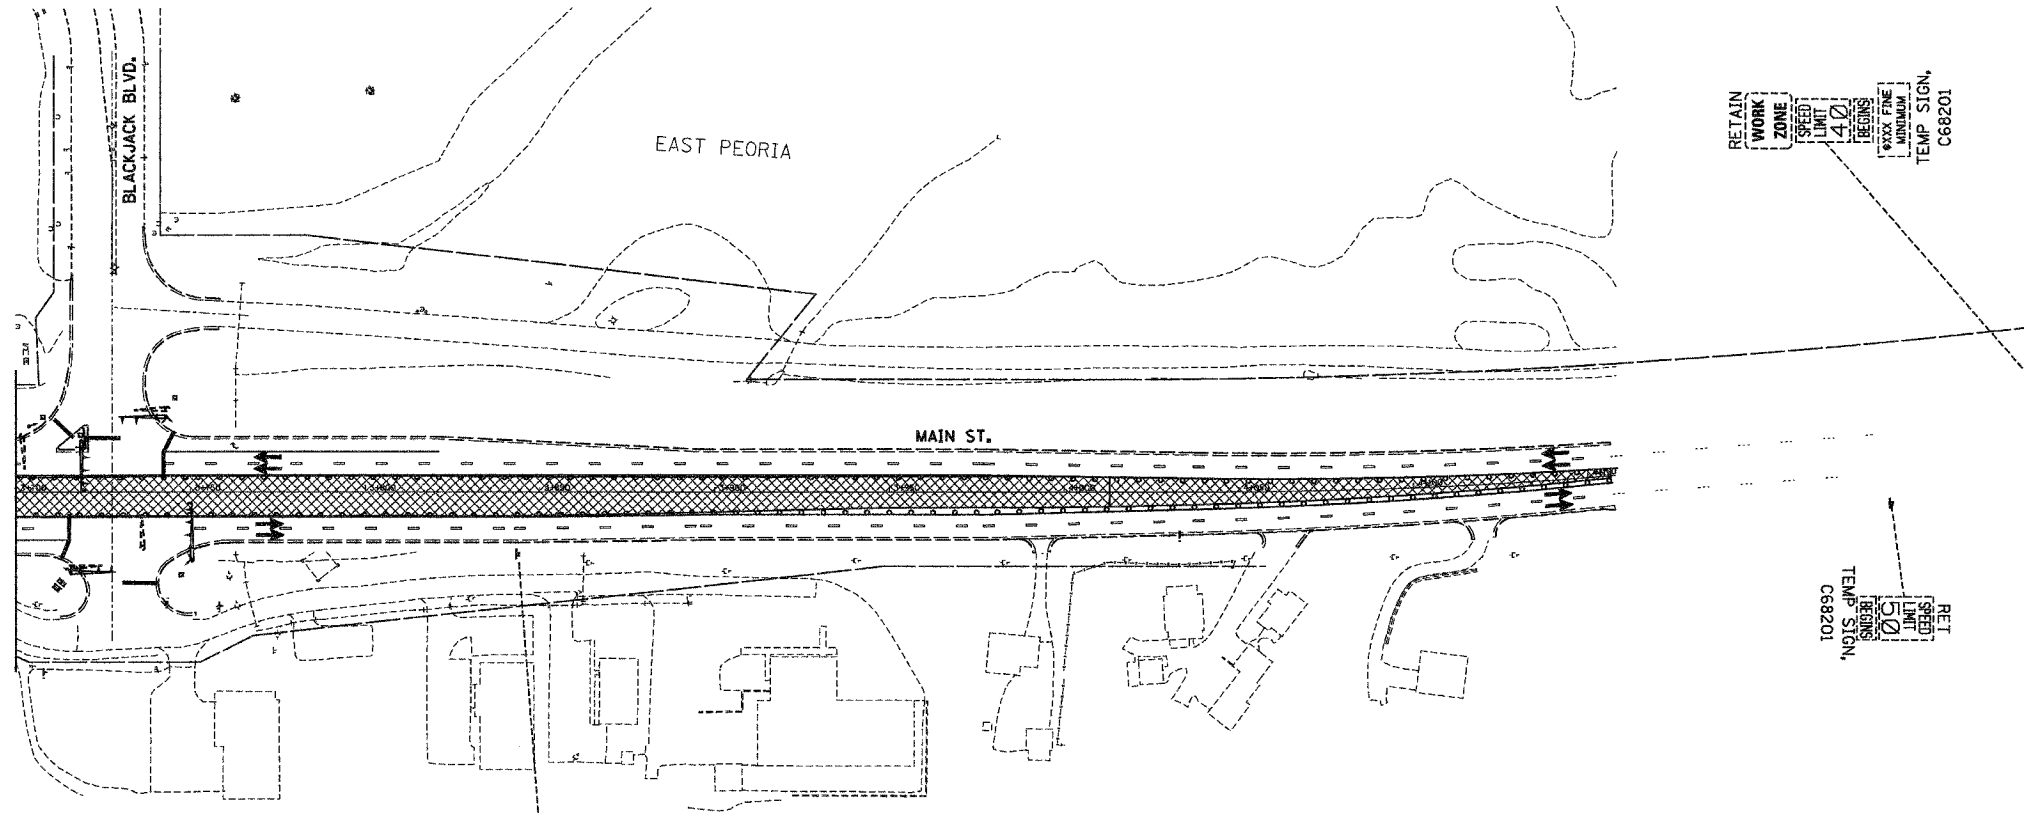 BLACKJACK BLVD.
EAST PEORIA
MAIN ST.
RETAIN
WORK
ZONE
SPEED
LIMIT
40
BEGINS
$XXX FINE
MINIMUM
TEMP SIGN,
C68201
RET
SPEED
LIMIT
50
BEGINS
TEMP SIGN,
C68201